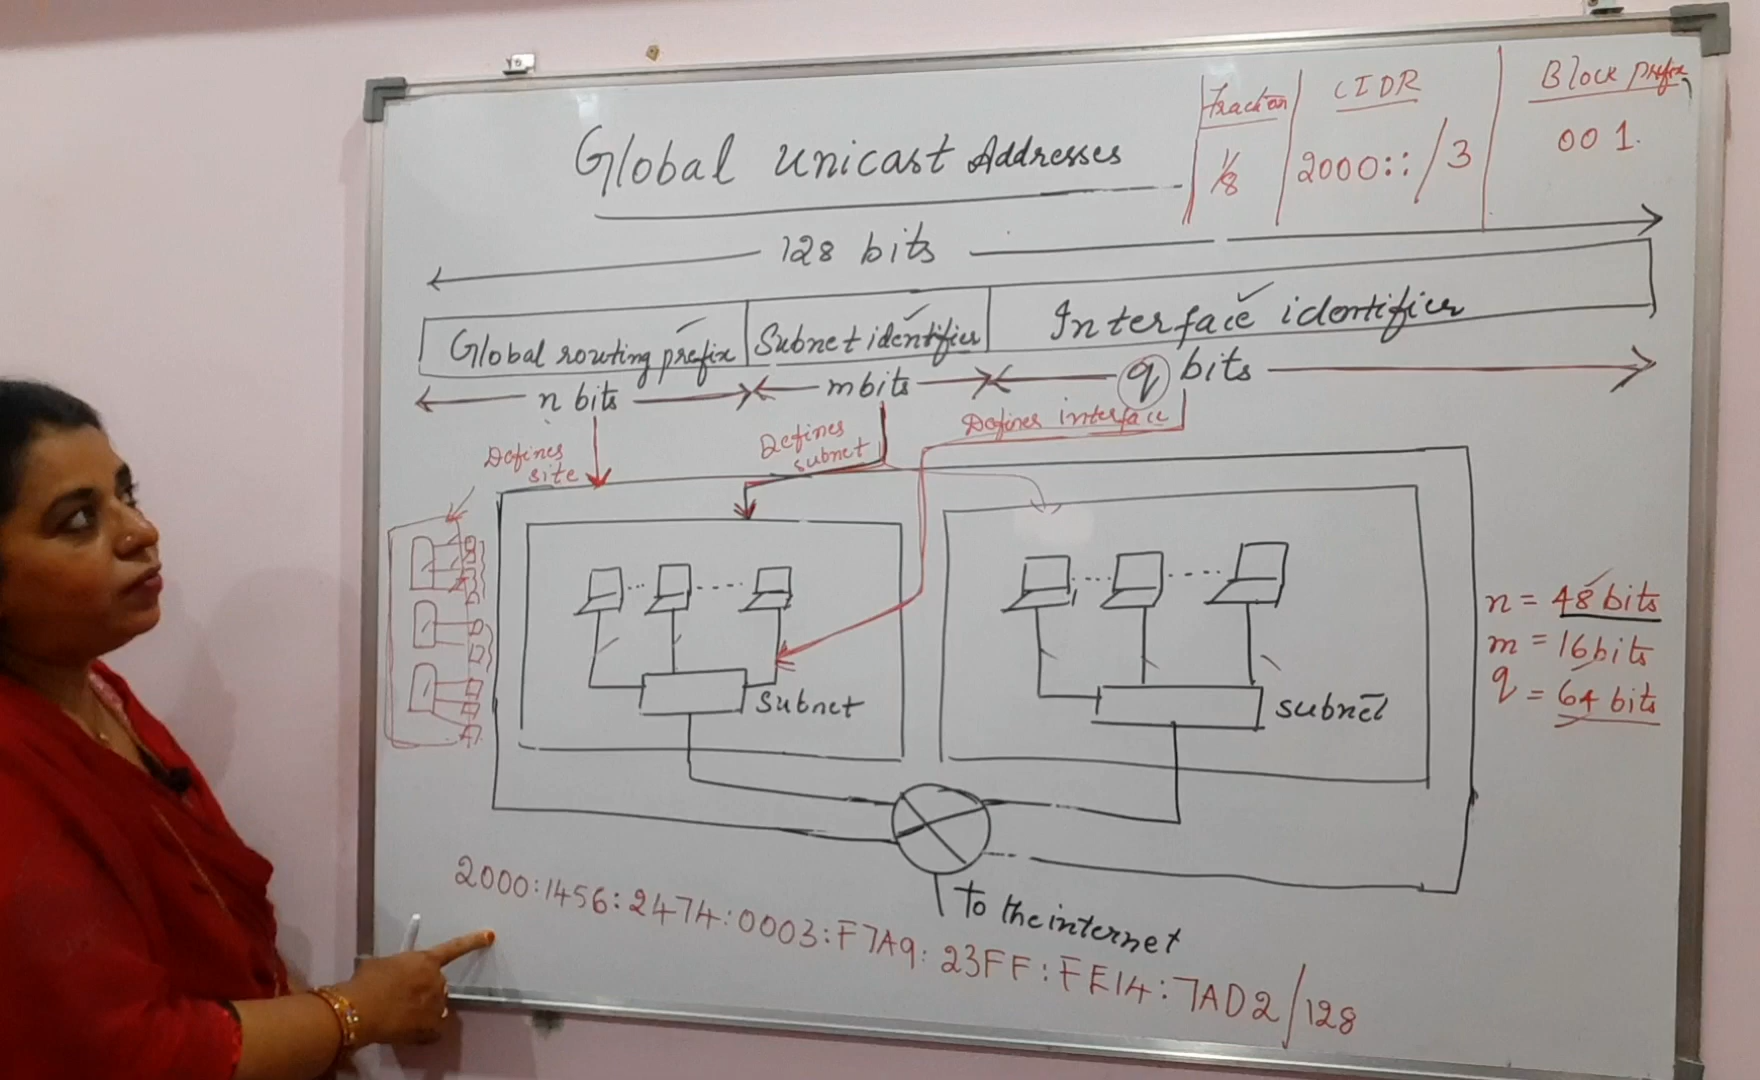 Global unicast Addresses
Fraction
1/8
CIDR
2000::/3
Block prefix
001.
128 bits
Global routing prefix
Subnet identifier
Interface identifier
n bits
m bits
q bits
Defines site
Defines subnet
Defines interface
subnet
subnet
n = 48 bits
m = 16 bits
q = 64 bits
To the internet
2000:1456:2474:0003:F7A9:23FF:FE14:7AD2/128